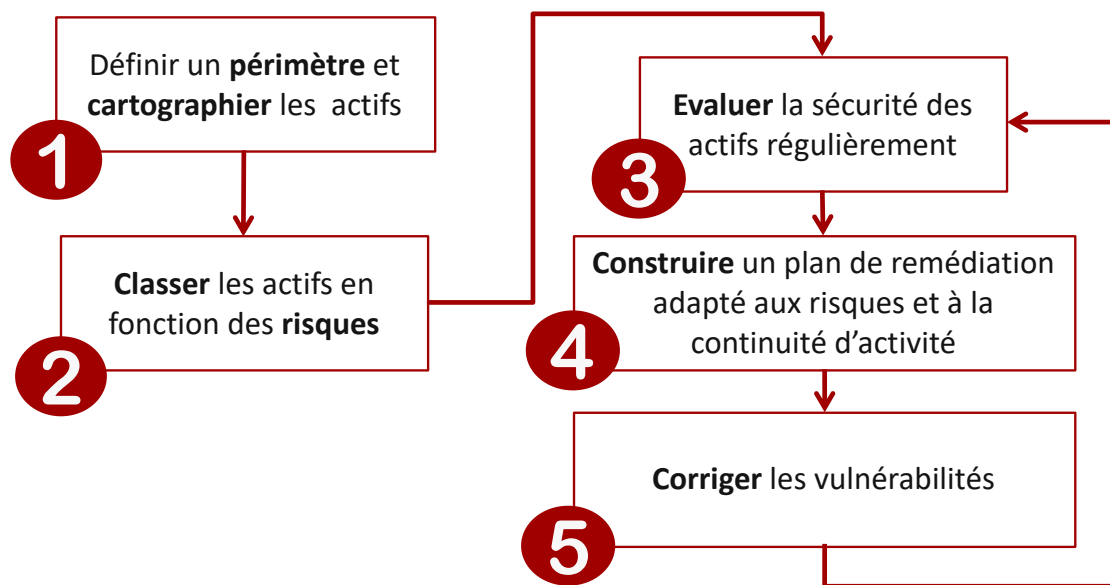 Définir un périmètre et
cartographier les actifs
1
Classer les actifs en
fonction des risques
2
Evaluer la sécurité des
actifs régulièrement
3
Construire un plan de remédiation
adapté aux risques et à la
continuité d’activité
4
Corriger les vulnérabilités
5